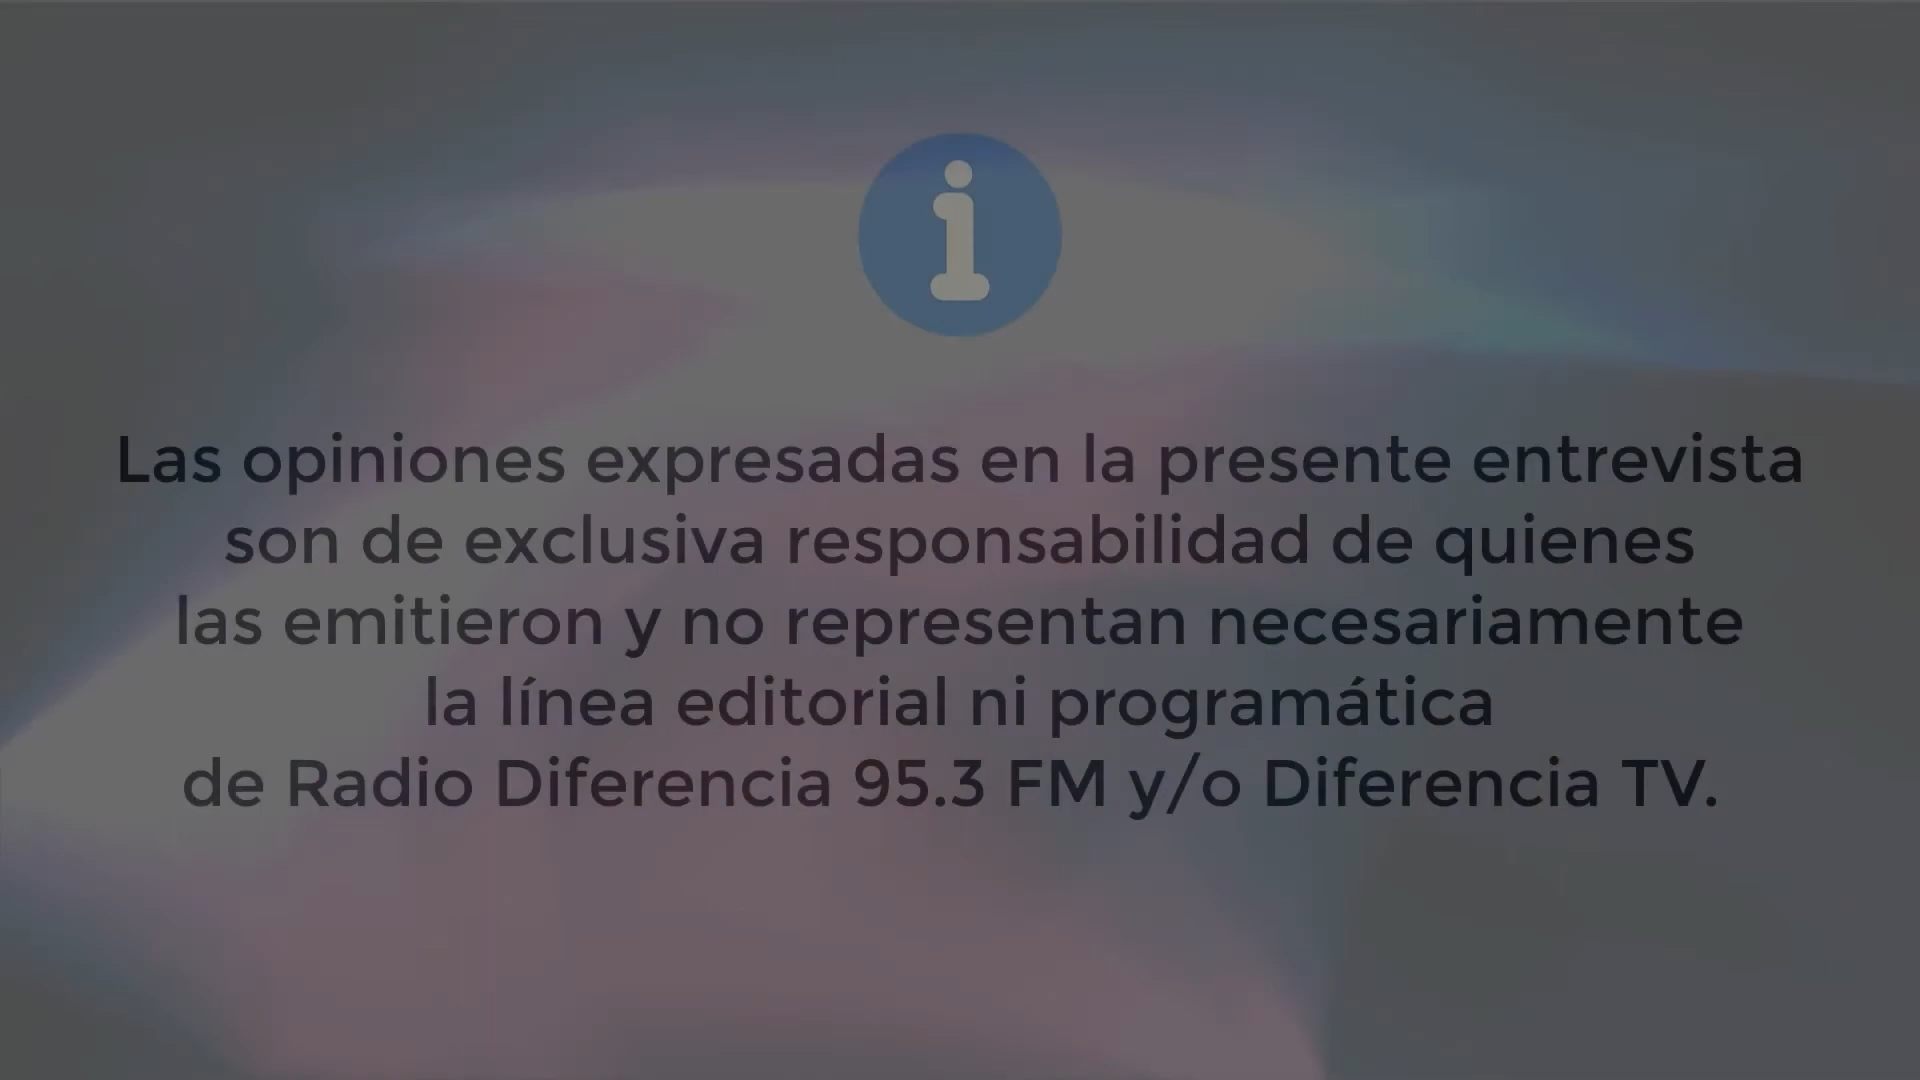 Las opiniones expresadas en la presente entrevista
son de exclusiva responsabilidad de quienes
las emitieron y no representan necesariamente
la línea editorial ni programática
de Radio Diferencia 95.3 FM y/o Diferencia TV.